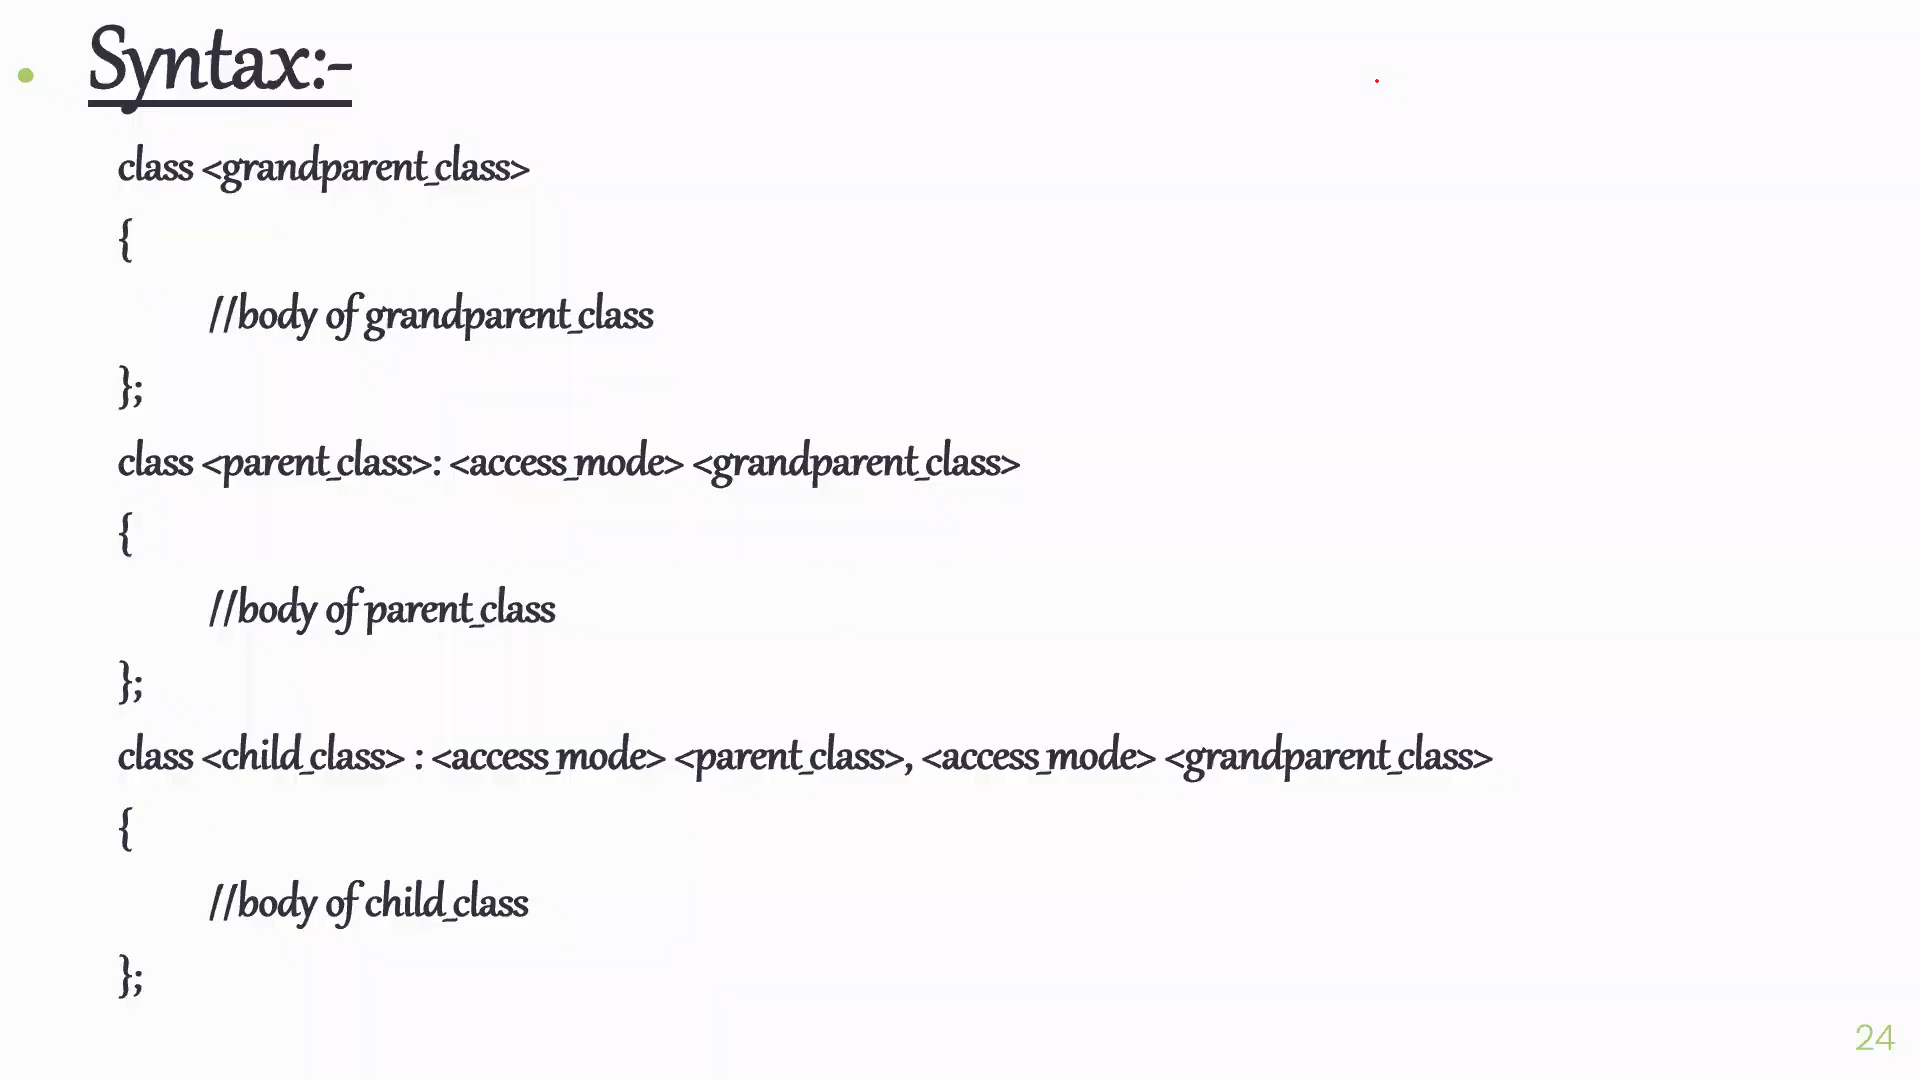 Syntax:-
class <grandparent_class>
{
//body of grandparent_class
};
class <parent_class>: <access_mode> <grandparent_class>
{
//body of parent_class
};
class <child_class> : <access_mode> <parent_class>, <access_mode> <grandparent_class>
{
//body of child_class
};
24